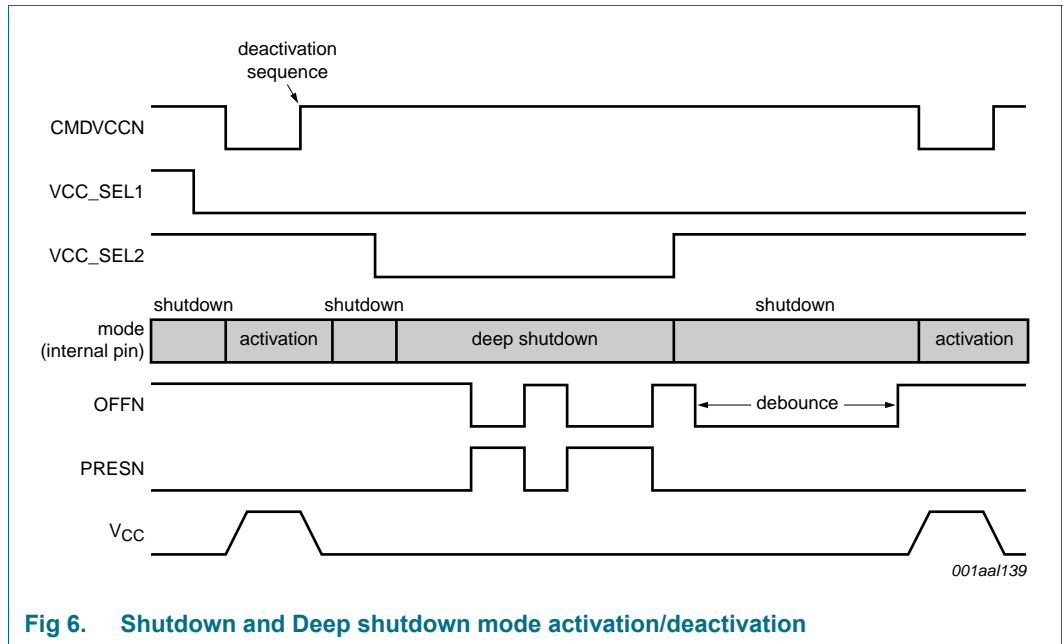 deactivation
sequence
CMDVCCN
VCC_SEL1
VCC_SEL2
shutdown shutdown shutdown
mode
(internal pin)
activation deep shutdown activation
OFFN
debounce
PRESN
VCC
001aal139
Fig 6. Shutdown and Deep shutdown mode activation/deactivation